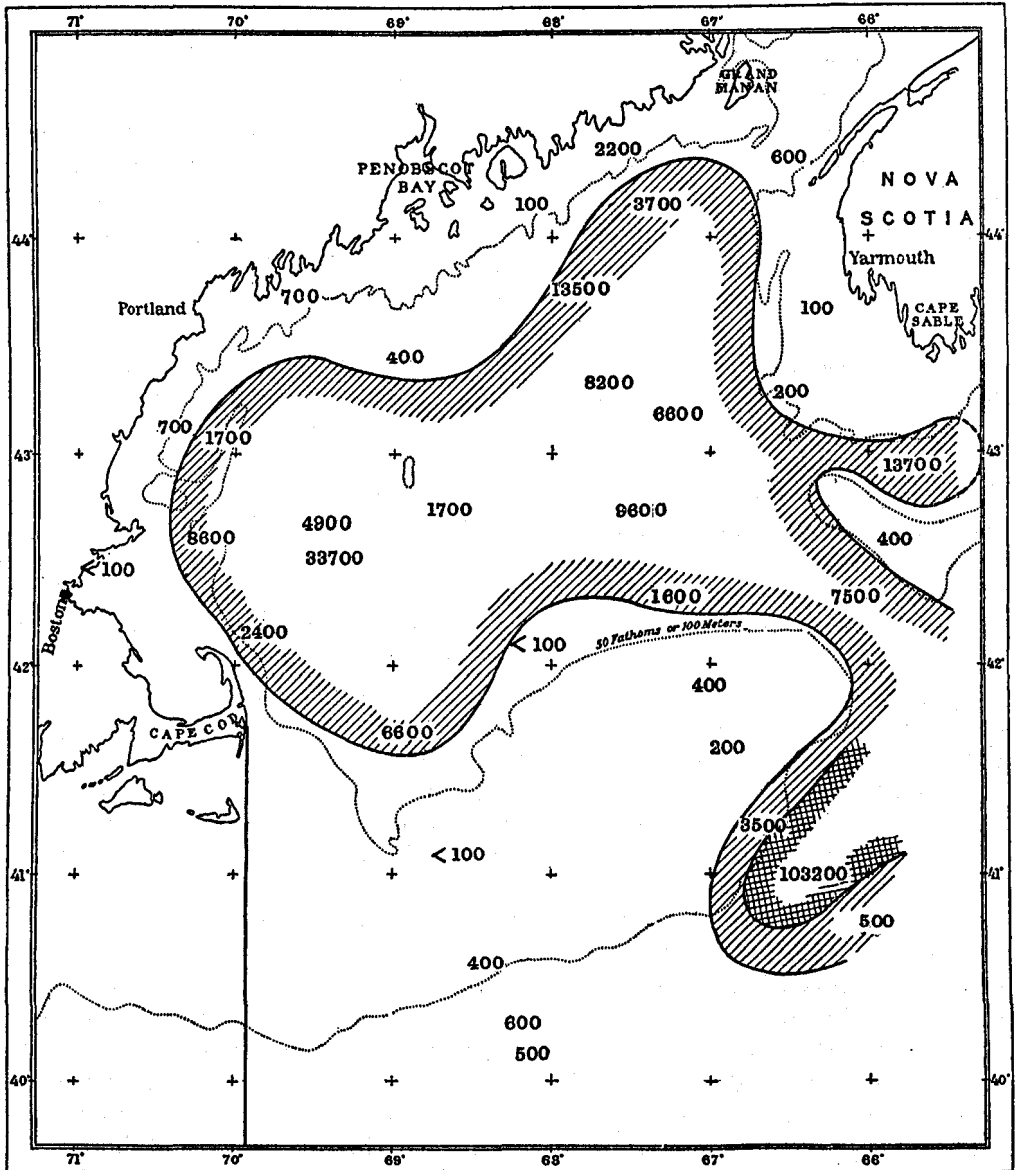 71° 70° 69° 68° 67° 66°
GRAND
MANAN
2200
600
PENOBSCOT
BAY
NOVA
SCOTIA
100
3700
44° 44°
Yarmouth
13500
700
Portland
100
CAPE
SABLE
400
8200
200
6600
700
1700
43° 43°
13700
4900
1700
9600
8600
33700
400
<100
Boston
1600
7500
2400
50 Fathoms or 100 Meters
<100
42° 42°
400
CAPE COD
6600
200
3500
<100
41° 41°
103200
500
400
600
500
40° 40°
71° 70° 69° 68° 67° 66°